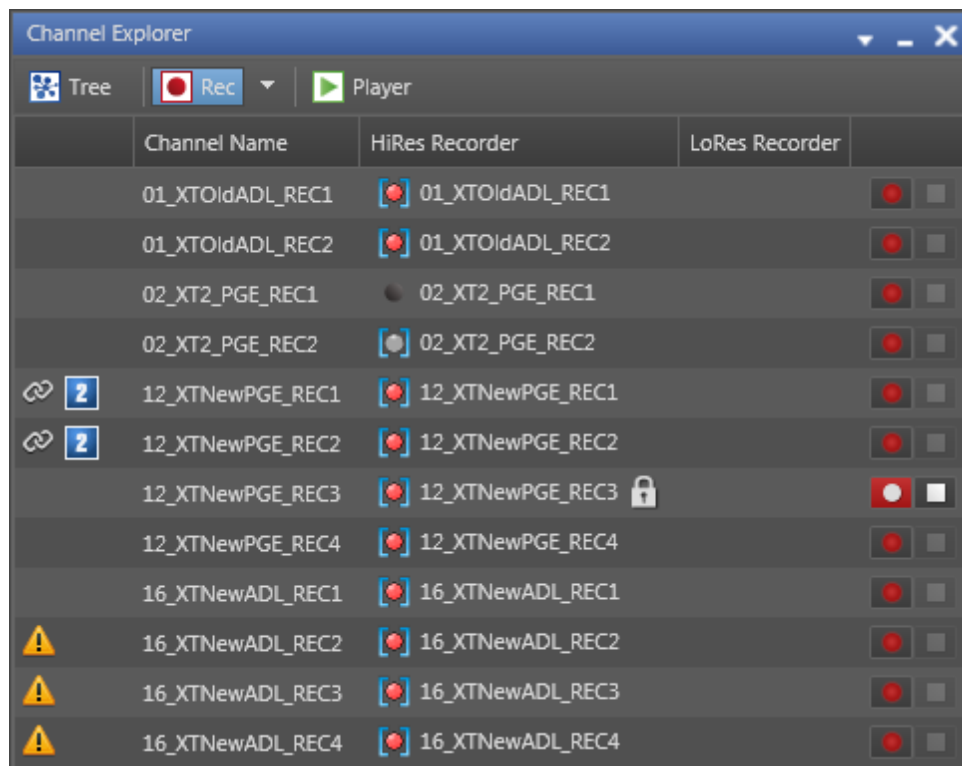 Channel Explorer
Tree Rec Player
Channel Name HiRes Recorder LoRes Recorder
01_XTOldADL_REC1 01_XTOldADL_REC1
01_XTOldADL_REC2 01_XTOldADL_REC2
02_XT2_PGE_REC1 02_XT2_PGE_REC1
02_XT2_PGE_REC2 02_XT2_PGE_REC2
2 12_XTNewPGE_REC1 12_XTNewPGE_REC1
2 12_XTNewPGE_REC2 12_XTNewPGE_REC2
12_XTNewPGE_REC3 12_XTNewPGE_REC3
12_XTNewPGE_REC4 12_XTNewPGE_REC4
16_XTNewADL_REC1 16_XTNewADL_REC1
16_XTNewADL_REC2 16_XTNewADL_REC2
16_XTNewADL_REC3 16_XTNewADL_REC3
16_XTNewADL_REC4 16_XTNewADL_REC4